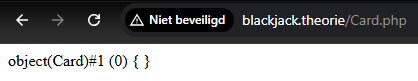 Niet beveiligd blackjack.theorie/Card.php
object(Card)#1 (0) { }